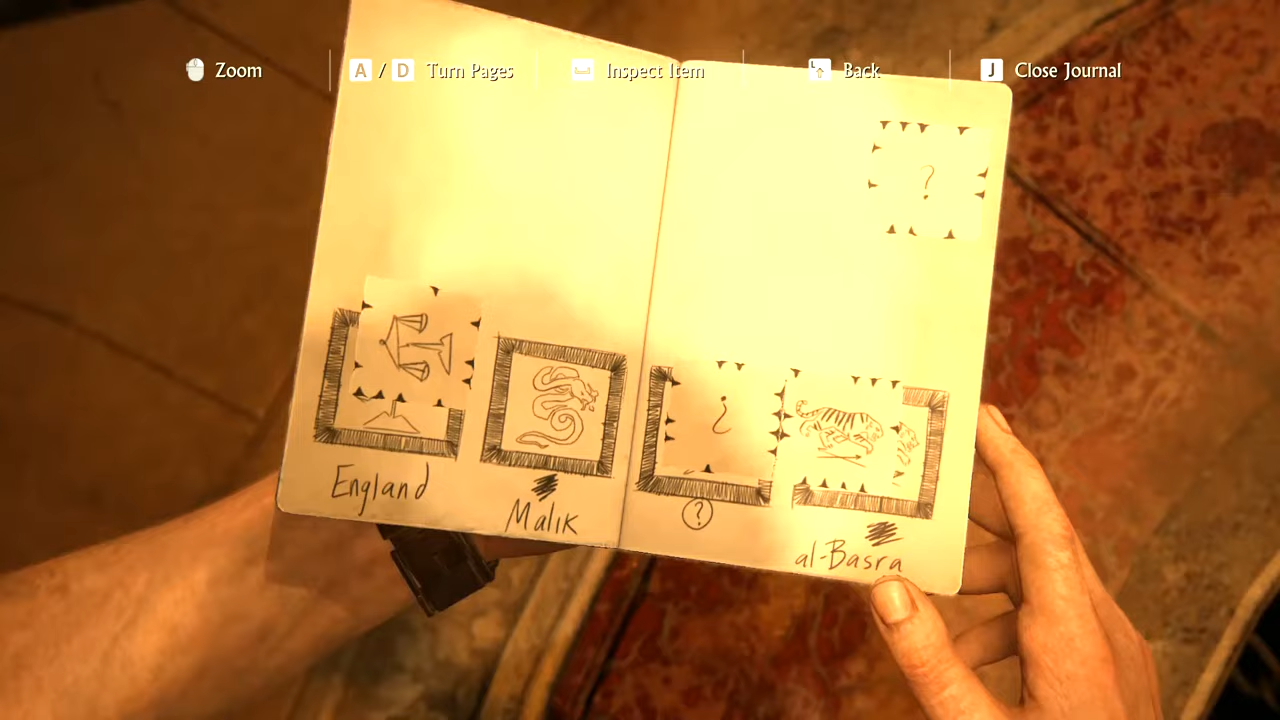 Zoom
A / D Turn Pages
Inspect Item
L Back
J Close Journal
?
?
England
Malik
?
al-Basra